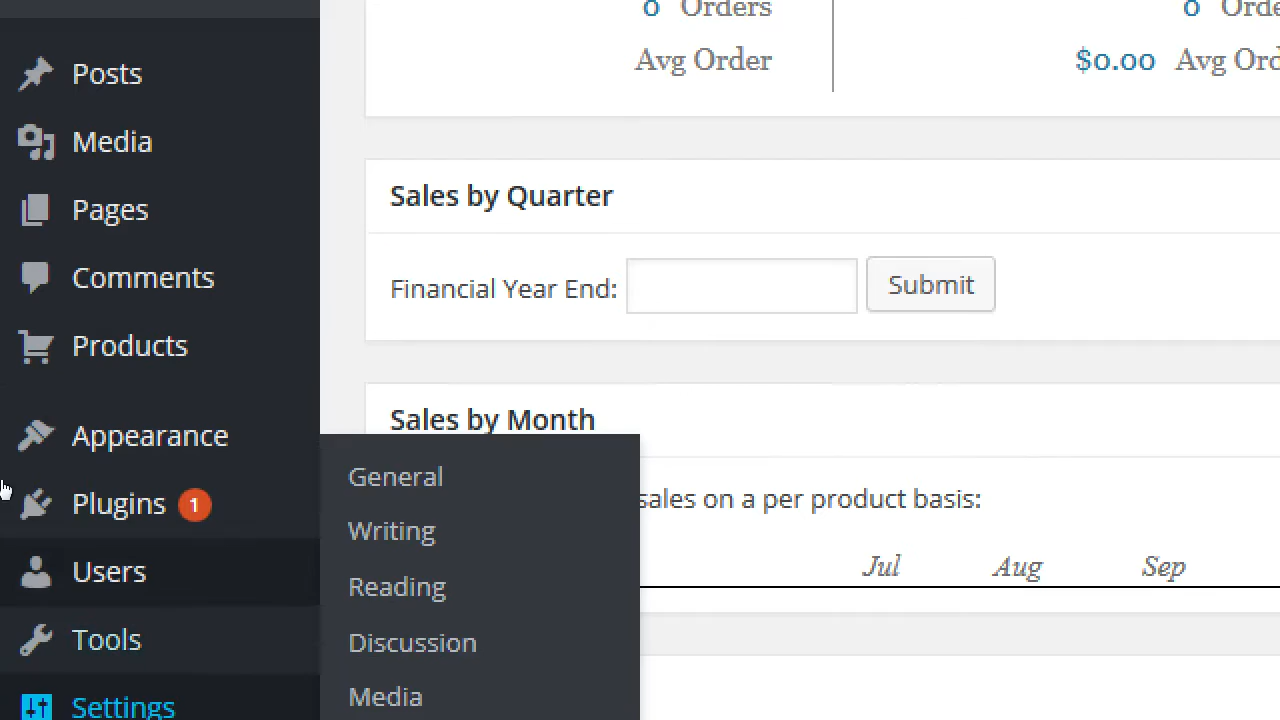 Posts
Media
Pages
Comments
Products
Appearance
Plugins 1
Users
Tools
Settings
General
Writing
Reading
Discussion
Media
0 Orders
Avg Order
0 Orde
$0.00 Avg Ord
Sales by Quarter
Financial Year End: Submit
Sales by Month
sales on a per product basis:
Jul Aug Sep